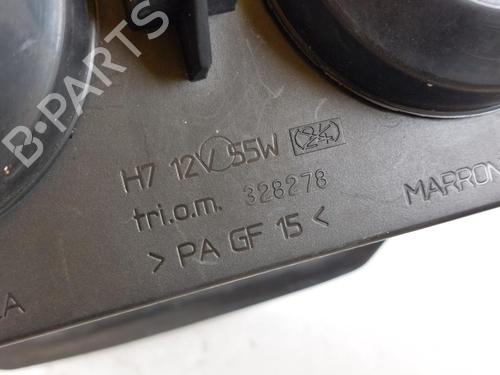 B-PARTS
H7 12V 55W
tri.o.m. 328278
MARRON
>PA GF 15<